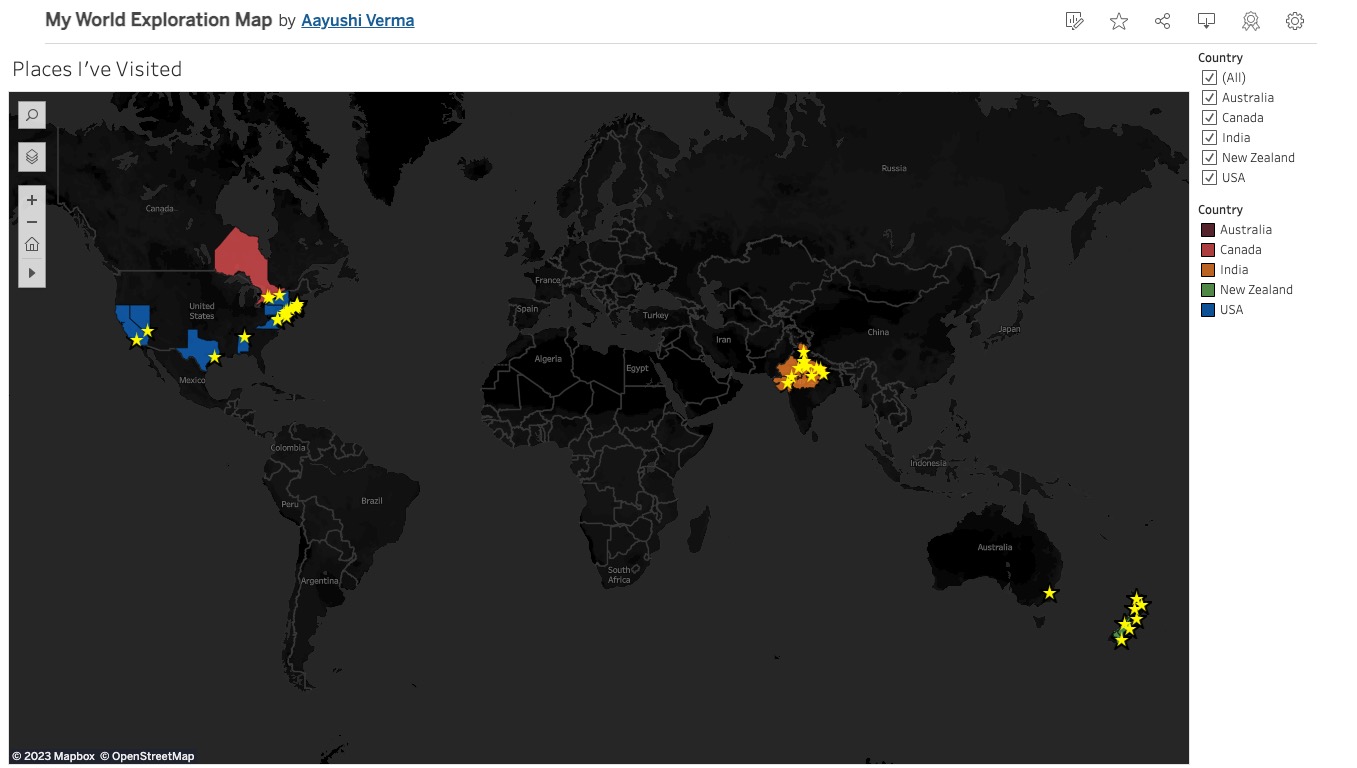 My World Exploration Map by Aayushi Verma
Places I've Visited
Country
(All)
Australia
Canada
India
New Zealand
USA
Country
Australia
Canada
India
New Zealand
USA
Russia
Canada
United
States
Mexico
France
Spain
Turkey
Iran
China
Japan
Algeria
Egypt
Colombia
Peru
Brazil
Argentina
South
Africa
Indonesia
Australia
© 2023 Mapbox © OpenStreetMap